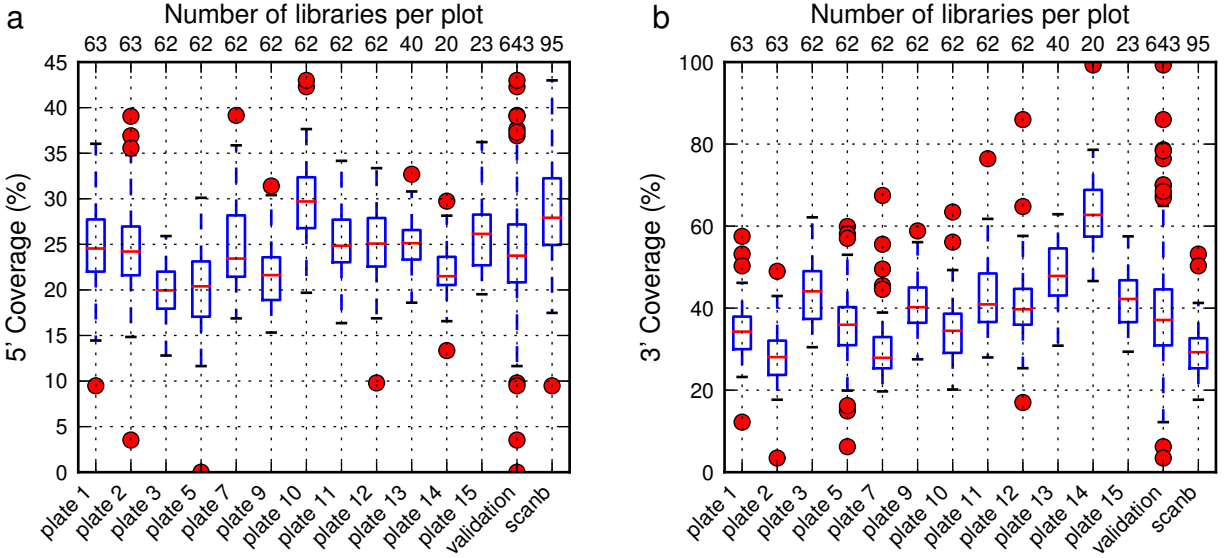 a
Number of libraries per plot
63 63 62 62 62 62 62 62 62 40 20 23 643 95
45
40
35
30
25
20
15
10
5
0
5' Coverage (%)
plate 1
plate 2
plate 3
plate 5
plate 7
plate 9
plate 10
plate 11
plate 12
plate 13
plate 14
plate 15
validation
scanb
b
Number of libraries per plot
63 63 62 62 62 62 62 62 62 40 20 23 643 95
100
80
60
40
20
0
3' Coverage (%)
plate 1
plate 2
plate 3
plate 5
plate 7
plate 9
plate 10
plate 11
plate 12
plate 13
plate 14
plate 15
validation
scanb